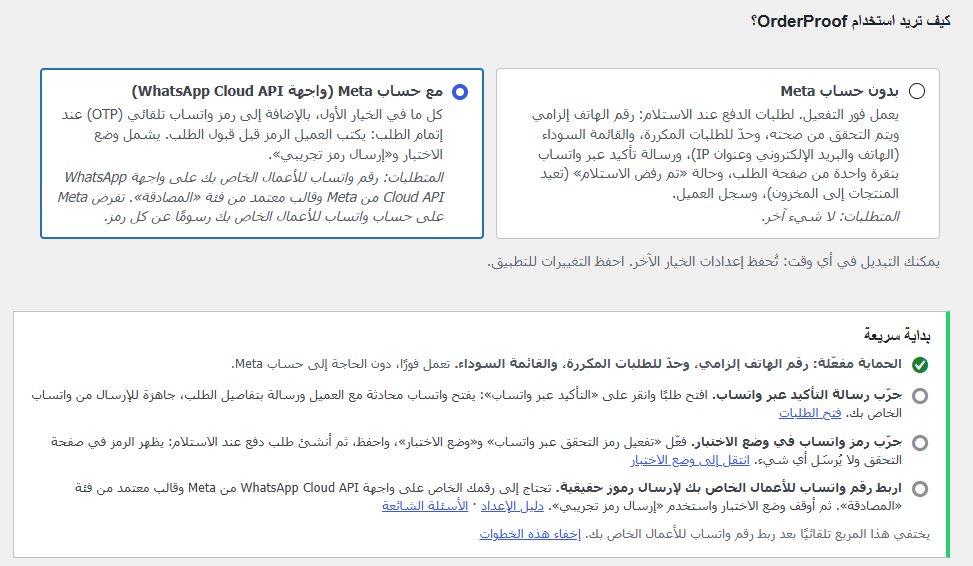 كيف تريد استخدام OrderProof؟
بدون حساب Meta
يعمل فور التفعيل. لطلبات الدفع عند الاستلام: رقم الهاتف إلزامي
ويتم التحقق من صحته، وحدّ للطلبات المكررة، والقائمة السوداء
(الهاتف والبريد الإلكتروني وعنوان IP)، ورسالة تأكيد عبر واتساب
بنقرة واحدة من صفحة الطلب، وحالة «تم رفض الاستلام» (تعيد
المنتجات إلى المخزون)، وسجل العميل.
المتطلبات: لا شيء آخر.
مع حساب Meta (واجهة WhatsApp Cloud API)
كل ما في الخيار الأول، بالإضافة إلى رمز واتساب تلقائي (OTP) عند
إتمام الطلب: يكتب العميل الرمز قبل قبول الطلب. يشمل وضع
الاختبار و«إرسال رمز تجريبي».
المتطلبات: رقم واتساب للأعمال الخاص بك على واجهة WhatsApp
Cloud API من Meta وقالب معتمد من فئة «المصادقة». تفرض Meta
على حساب واتساب للأعمال الخاص بك رسومًا عن كل رمز.
يمكنك التبديل في أي وقت: تُحفظ إعدادات الخيار الآخر. احفظ التغييرات للتطبيق.
بداية سريعة
الحماية مفعّلة: رقم الهاتف إلزامي، وحدّ للطلبات المكررة، والقائمة السوداء. تعمل فورًا، دون الحاجة إلى حساب Meta.
جرّب رسالة التأكيد عبر واتساب. افتح طلبًا وانقر على «التأكيد عبر واتساب»: يفتح واتساب محادثة مع العميل ورسالة بتفاصيل الطلب، جاهزة للإرسال من واتساب
الخاص بك. فتح الطلبات
جرّب رمز واتساب في وضع الاختبار. فعّل «تفعيل رمز التحقق عبر واتساب» و«وضع الاختبار»، واحفظ، ثم أنشئ طلب دفع عند الاستلام: يظهر الرمز في صفحة
التحقق ولا يُرسَل أي شيء. انتقل إلى وضع الاختبار
اربط رقم واتساب للأعمال الخاص بك لإرسال رموز حقيقية. تحتاج إلى رقمك الخاص على واجهة WhatsApp Cloud API من Meta وقالب معتمد من فئة
«المصادقة». ثم أوقف وضع الاختبار واستخدم «إرسال رمز تجريبي». دليل الإعداد · الأسئلة الشائعة
يختفي هذا المربع تلقائيًا بعد ربط رقم واتساب للأعمال الخاص بك. إخفاء هذه الخطوات